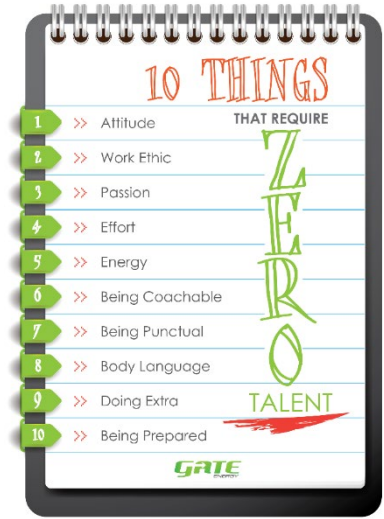 10 THINGS
THAT REQUIRE
ZERO
TALENT
1 >> Attitude
2 >> Work Ethic
3 >> Passion
4 >> Effort
5 >> Energy
6 >> Being Coachable
7 >> Being Punctual
8 >> Body Language
9 >> Doing Extra
10 >> Being Prepared
GATE
ENERGY